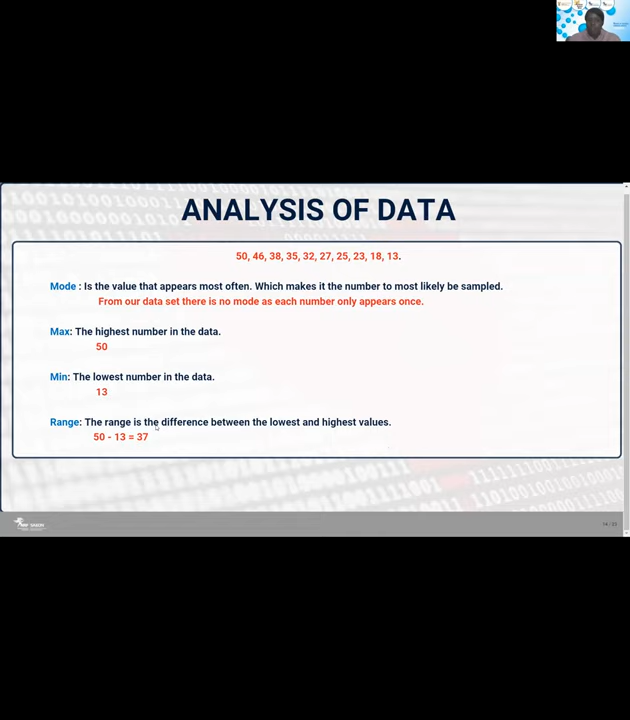 ANALYSIS OF DATA
50, 46, 38, 35, 32, 27, 25, 23, 18, 13.
Mode : Is the value that appears most often. Which makes it the number to most likely be sampled.
From our data set there is no mode as each number only appears once.
Max: The highest number in the data.
50
Min: The lowest number in the data.
13
Range: The range is the difference between the lowest and highest values.
50 - 13 = 37